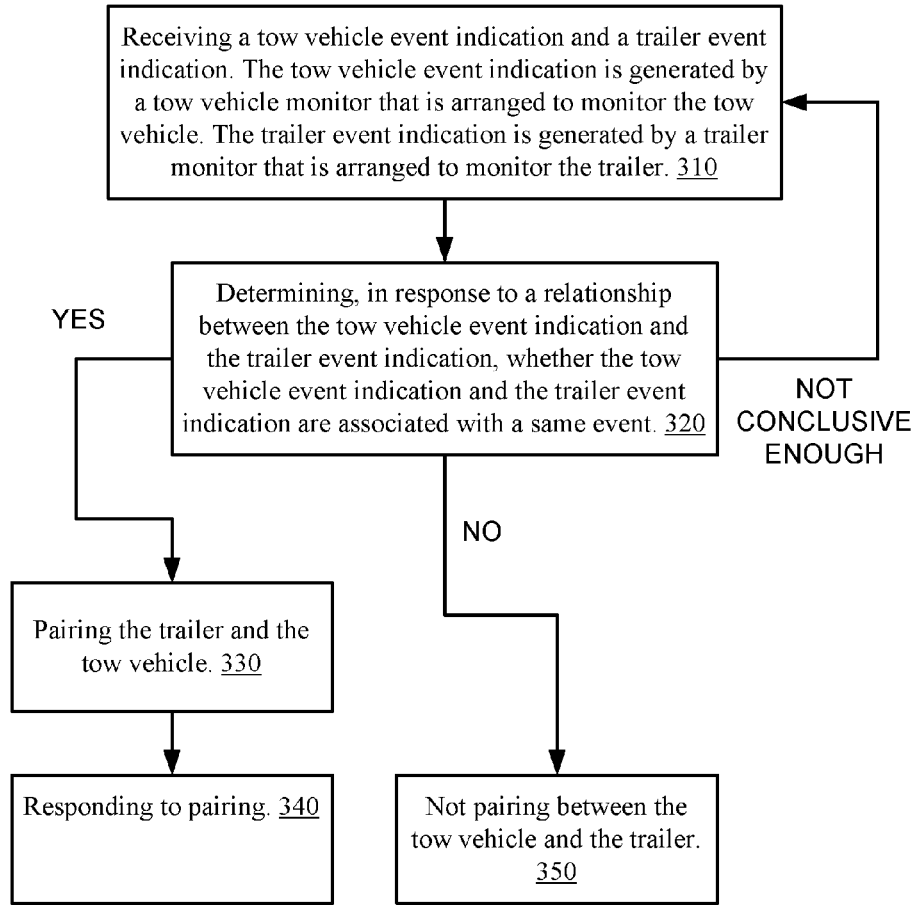 Receiving a tow vehicle event indication and a trailer event
indication. The tow vehicle event indication is generated by
a tow vehicle monitor that is arranged to monitor the tow
vehicle. The trailer event indication is generated by a trailer
monitor that is arranged to monitor the trailer. 310
Determining, in response to a relationship
between the tow vehicle event indication and
the trailer event indication, whether the tow
vehicle event indication and the trailer event
indication are associated with a same event. 320
YES
NOT
CONCLUSIVE
ENOUGH
NO
Pairing the trailer and the
tow vehicle. 330
Responding to pairing. 340
Not pairing between the
tow vehicle and the trailer.
350